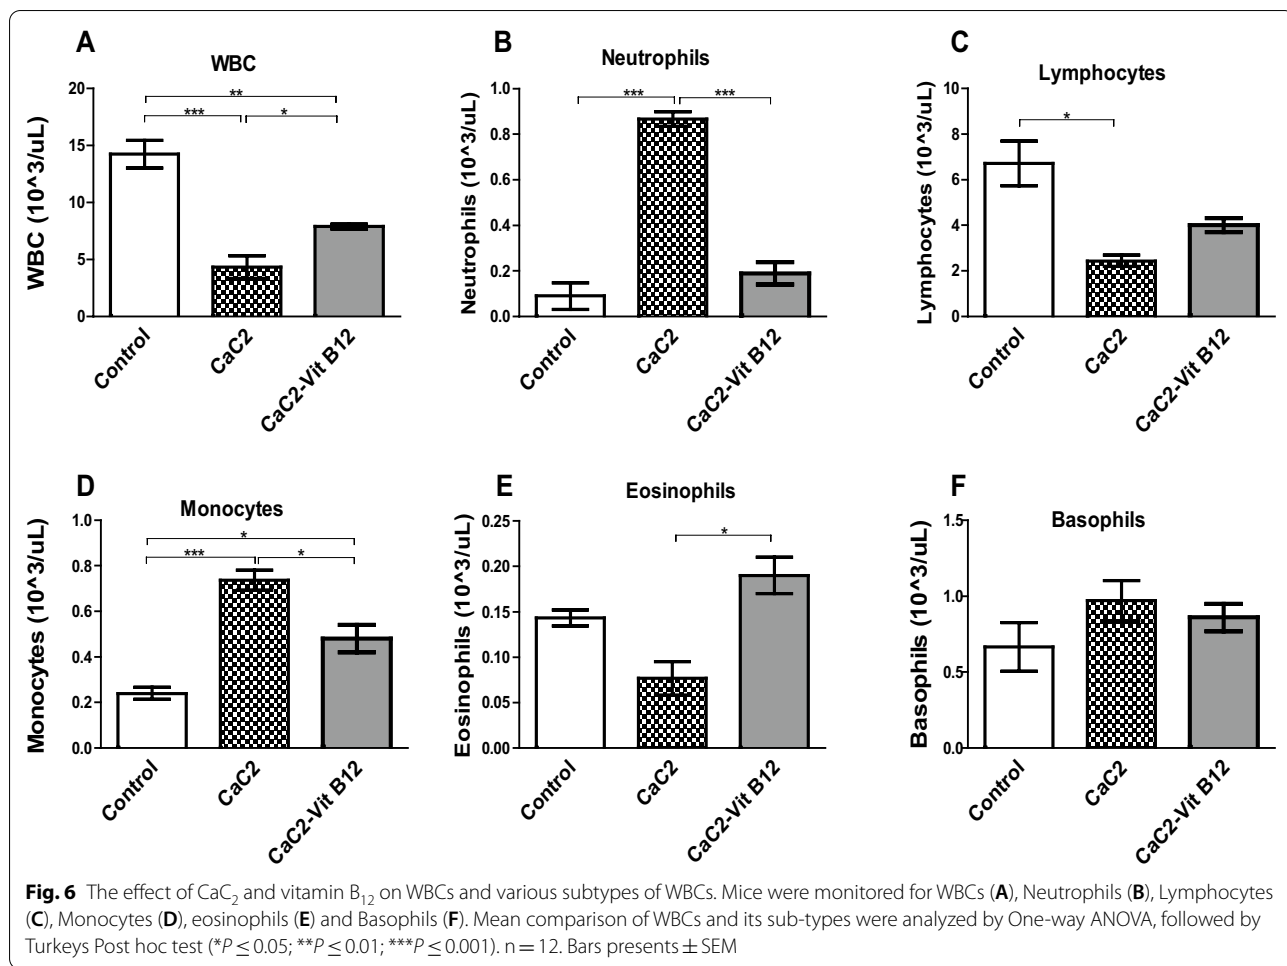 A
WBC
WBC (10^3/uL)
20
15
10
5
0
**
***
*
Control
CaC2
CaC2-Vit B12
B
Neutrophils
Neutrophils (10^3/uL)
1.0
0.8
0.6
0.4
0.2
0.0
***
***
Control
CaC2
CaC2-Vit B12
C
Lymphocytes
Lymphocytes (10^3/uL)
10
8
6
4
2
0
*
Control
CaC2
CaC2-Vit B12
D
Monocytes
Monocytes (10^3/uL)
1.0
0.8
0.6
0.4
0.2
0.0
*
***
*
Control
CaC2
CaC2-Vit B12
E
Eosinophils
Eosinophils (10^3/uL)
0.25
0.20
0.15
0.10
0.05
0.00
*
Control
CaC2
CaC2-Vit B12
F
Basophils
Basophils (10^3/uL)
1.5
1.0
0.5
0.0
Control
CaC2
CaC2-Vit B12
Fig. 6 The effect of CaC₂ and vitamin B₁₂ on WBCs and various subtypes of WBCs. Mice were monitored for WBCs (A), Neutrophils (B), Lymphocytes
(C), Monocytes (D), eosinophils (E) and Basophils (F). Mean comparison of WBCs and its sub-types were analyzed by One-way ANOVA, followed by
Turkeys Post hoc test (*P ≤ 0.05; **P ≤ 0.01; ***P ≤ 0.001). n = 12. Bars presents ± SEM